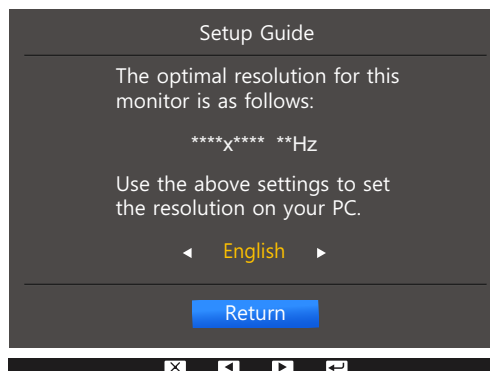 Setup Guide
The optimal resolution for this
monitor is as follows:
****x**** **Hz
Use the above settings to set
the resolution on your PC.
English
Return